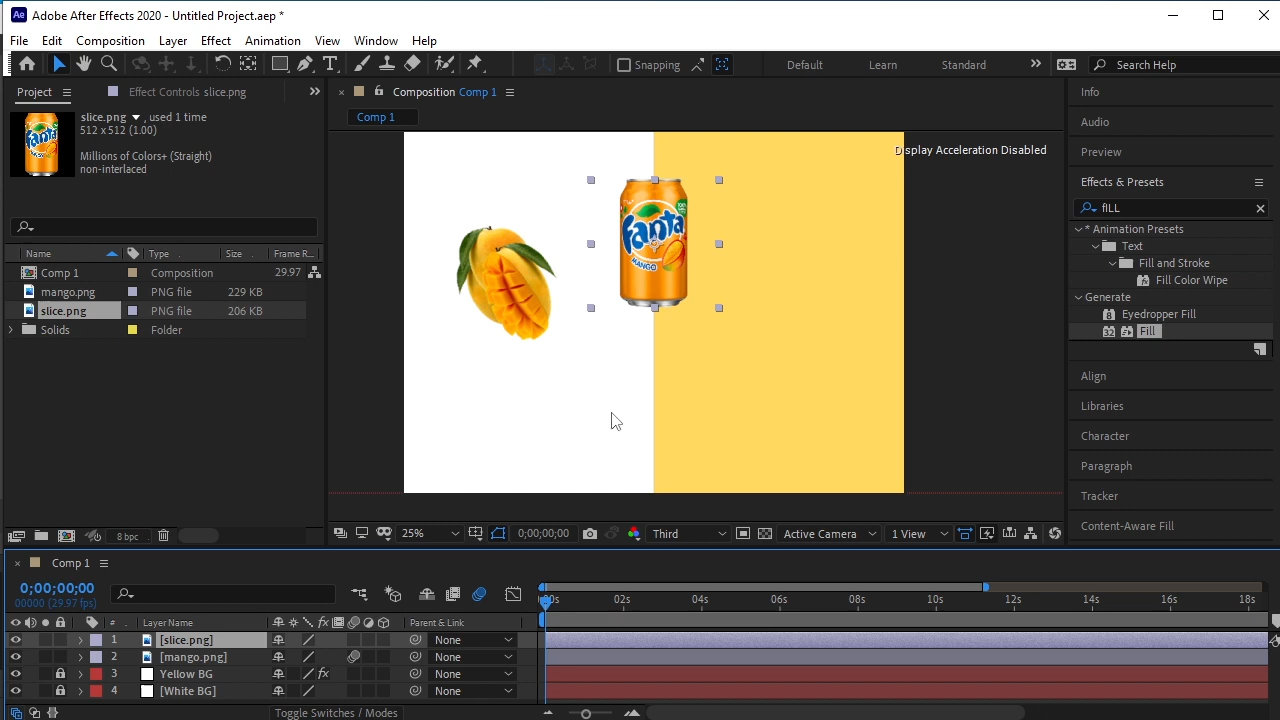 Ae Adobe After Effects 2020 - Untitled Project.aep *
File Edit Composition Layer Effect Animation View Window Help
Snapping Default Learn Standard Search Help
Project Effect Controls slice.png
Composition Comp 1
Comp 1
slice.png, used 1 time
512 x 512 (1.00)
Millions of Colors+ (Straight)
non-interlaced
Name Type Size Frame R...
Comp 1 Composition 29.97
mango.png PNG file 229 KB
slice.png PNG file 206 KB
Solids Folder
8 bpc
Display Acceleration Disabled
fanta
MANGO
25% 0;00;00;00 Third Active Camera 1 View
Info
Audio
Preview
Effects & Presets
fILL
* Animation Presets
Text
Fill and Stroke
Fill Color Wipe
Generate
Eyedropper Fill
32 Fill
Align
Libraries
Character
Paragraph
Tracker
Content-Aware Fill
Comp 1
0;00;00;00
00000 (29.97 fps)
02s 04s 06s 08s 10s 12s 14s 16s 18s
# Layer Name fx Parent & Link
1 [slice.png] None
2 [mango.png] None
3 Yellow BG fx None
4 [White BG] None
Toggle Switches / Modes